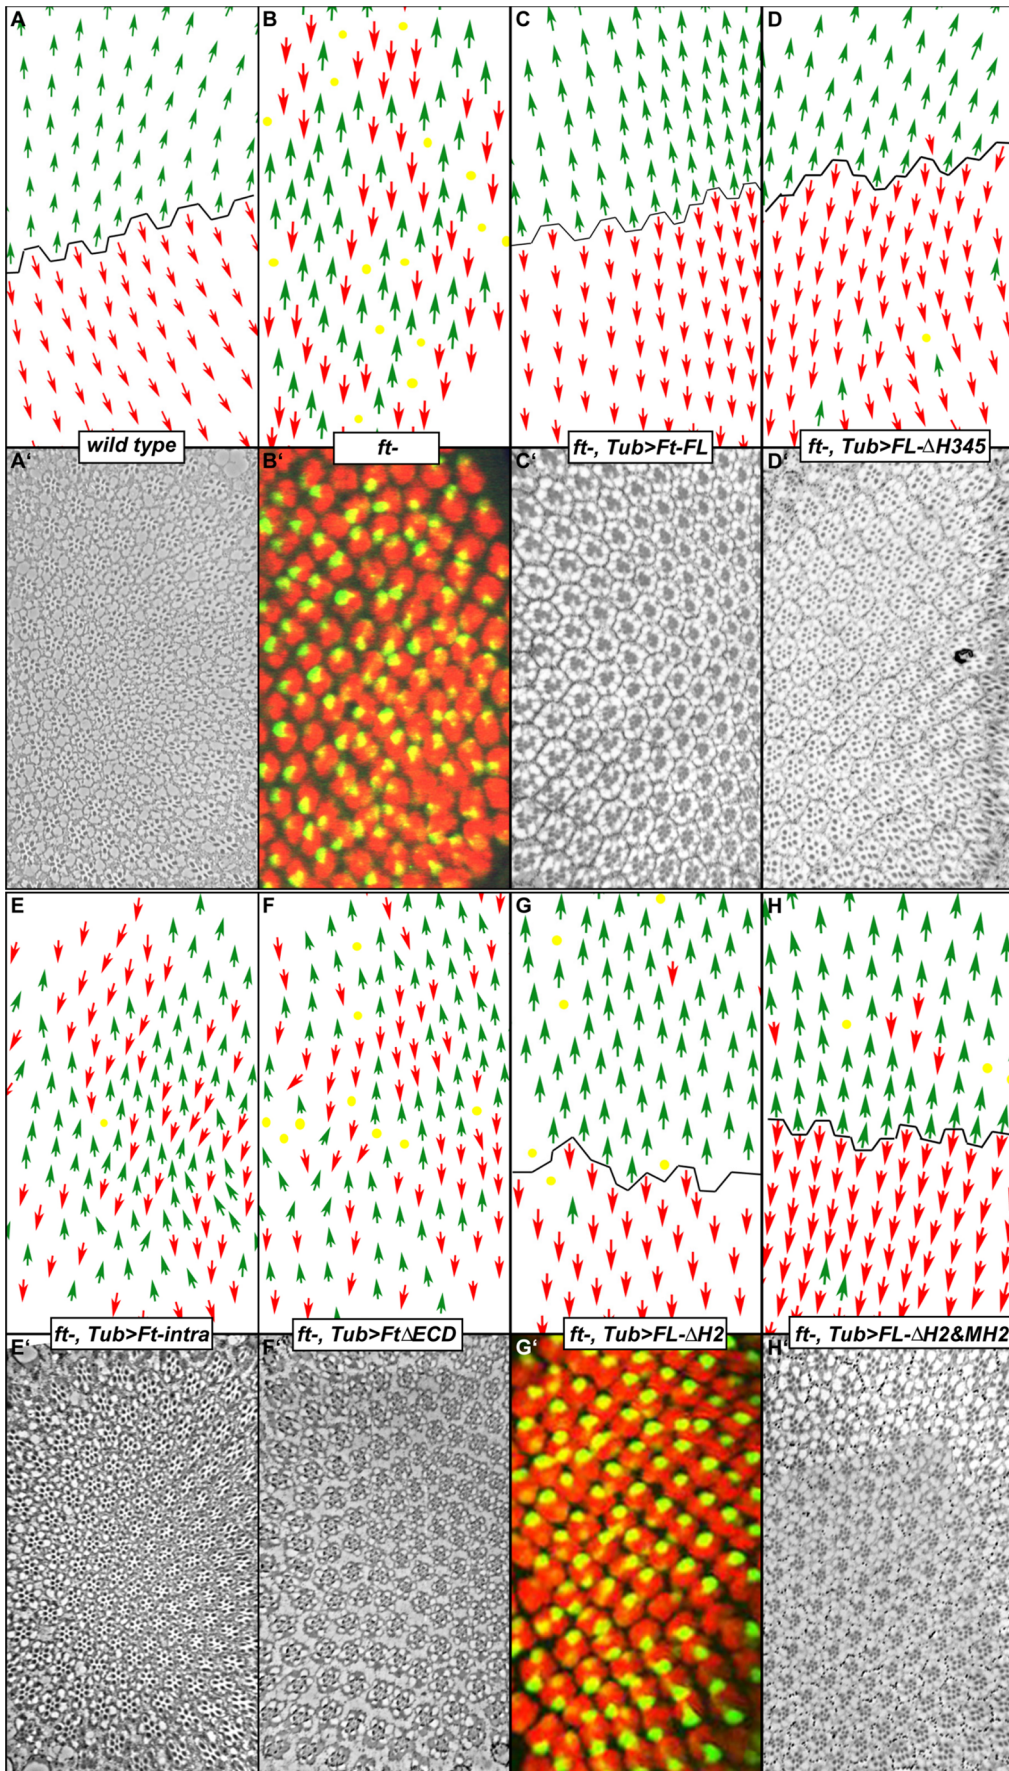 A B C D
wild type ft- ft-, Tub>Ft-FL ft-, Tub>FL-ΔH345
A‘ B‘ C‘ D‘
E F G H
ft-, Tub>Ft-intra ft-, Tub>FtΔECD ft-, Tub>FL-ΔH2 ft-, Tub>FL-ΔH2&MH2
E‘ F‘ G‘ H‘